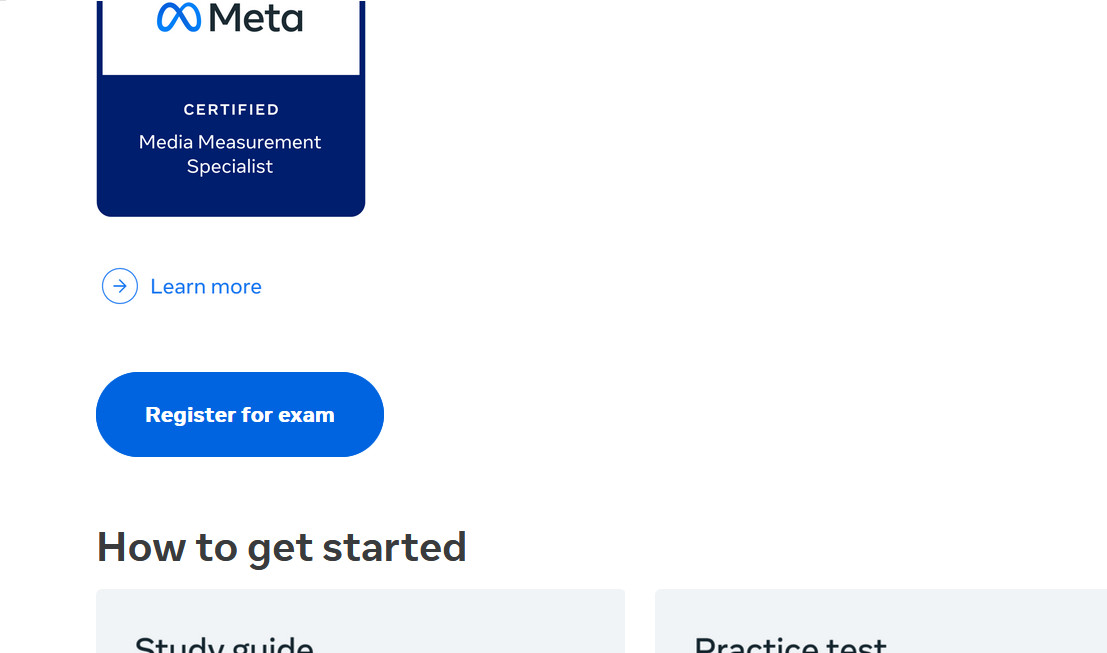 Meta
CERTIFIED
Media Measurement
Specialist
Learn more
Register for exam
How to get started
Study guide
Practice test